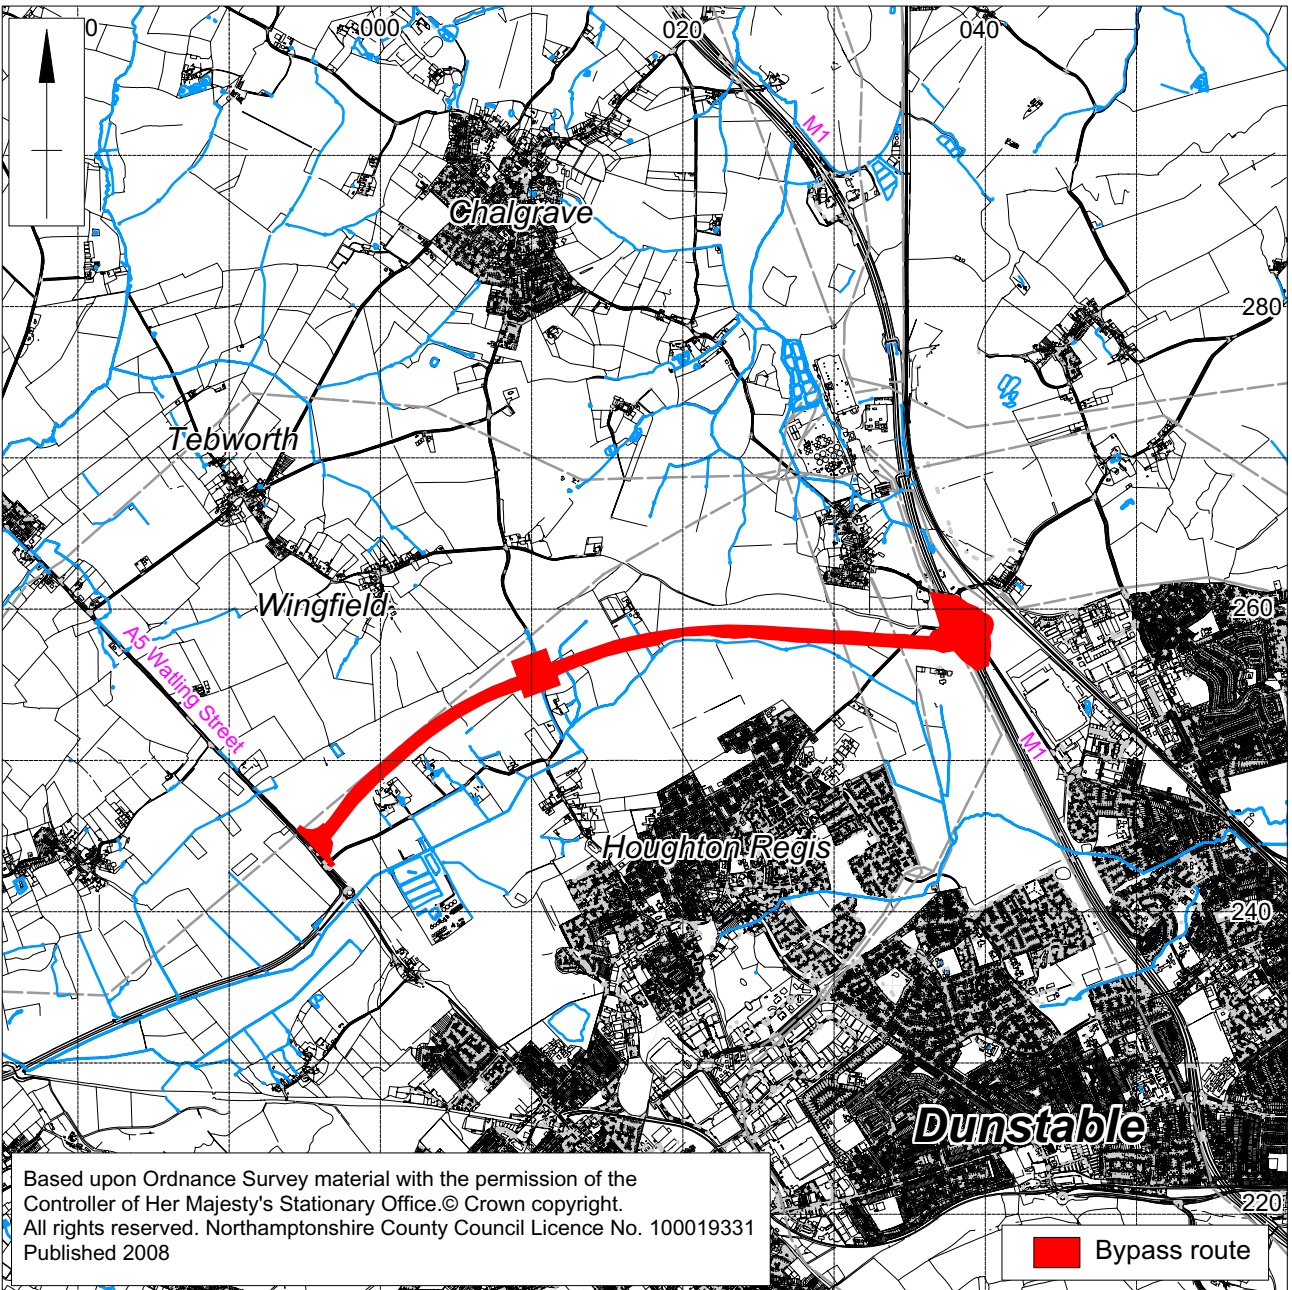 0
000
020
040
M1
Chalgrave
280
Tebworth
Wingfield
260
A5 Watling Street
M1
Houghton Regis
240
Dunstable
Based upon Ordnance Survey material with the permission of the
Controller of Her Majesty's Stationary Office.© Crown copyright.
All rights reserved. Northamptonshire County Council Licence No. 100019331
Published 2008
220
Bypass route